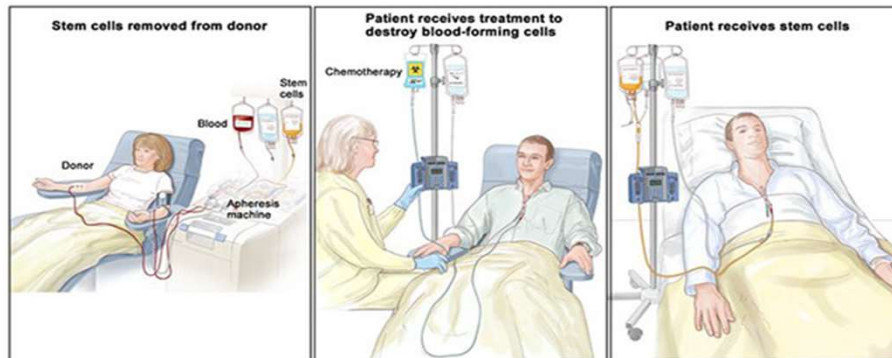 Stem cells removed from donor
Stem
cells
Blood
Donor
Apheresis
machine
Patient receives treatment to
destroy blood-forming cells
Chemotherapy
Patient receives stem cells